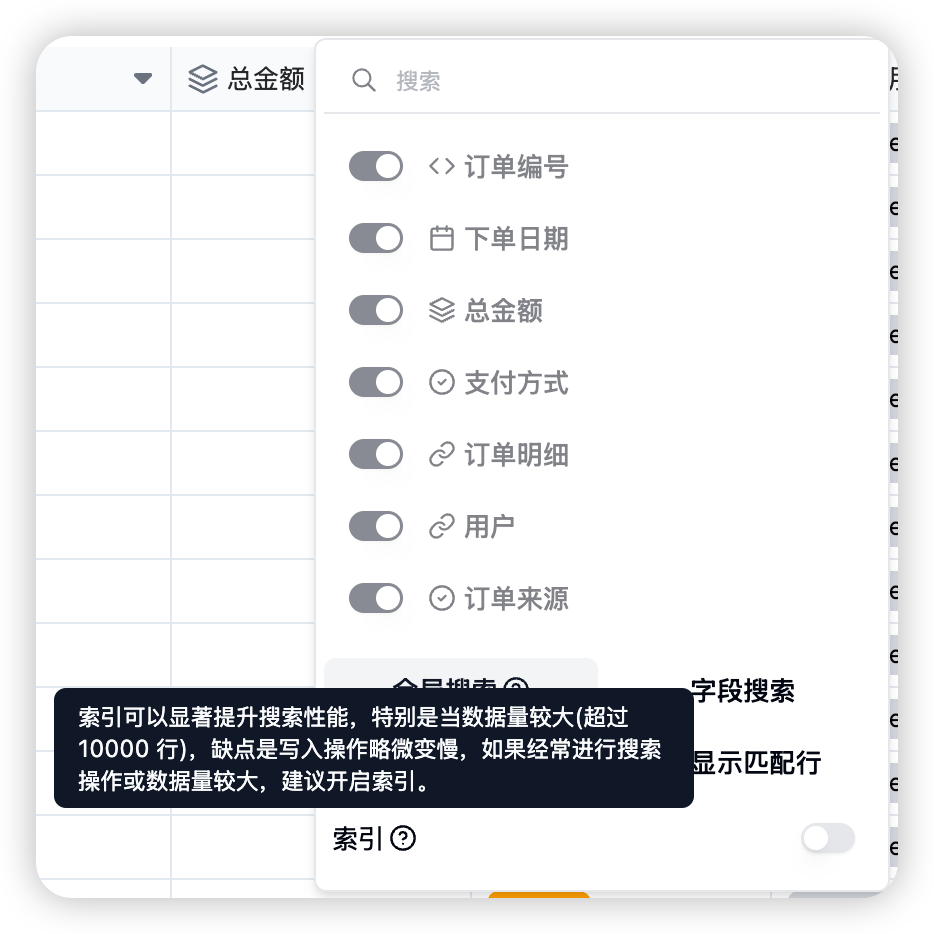 总金额
搜索
订单编号
下单日期
总金额
支付方式
订单明细
用户
订单来源
全局搜索
字段搜索
索引可以显著提升搜索性能，特别是当数据量较大(超过
10000 行)，缺点是写入操作略微变慢，如果经常进行搜索
操作或数据量较大，建议开启索引。
显示匹配行
索引